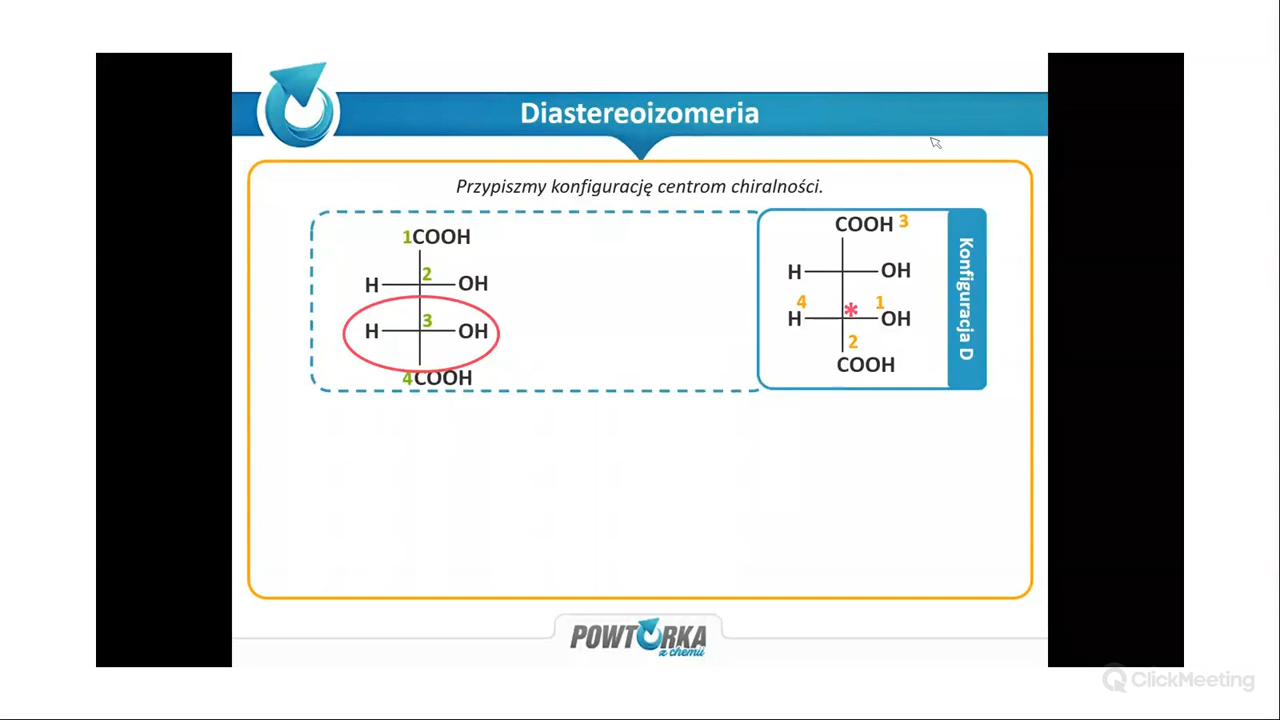 Diastereoizomeria
Przypiszmy konfigurację centrom chiralności.
1COOH
2
H OH
3
H OH
4COOH
COOH 3
H OH
4 * 1
H OH
2
COOH
Konfiguracja D
POWTÓRKA
z chemii
ClickMeeting